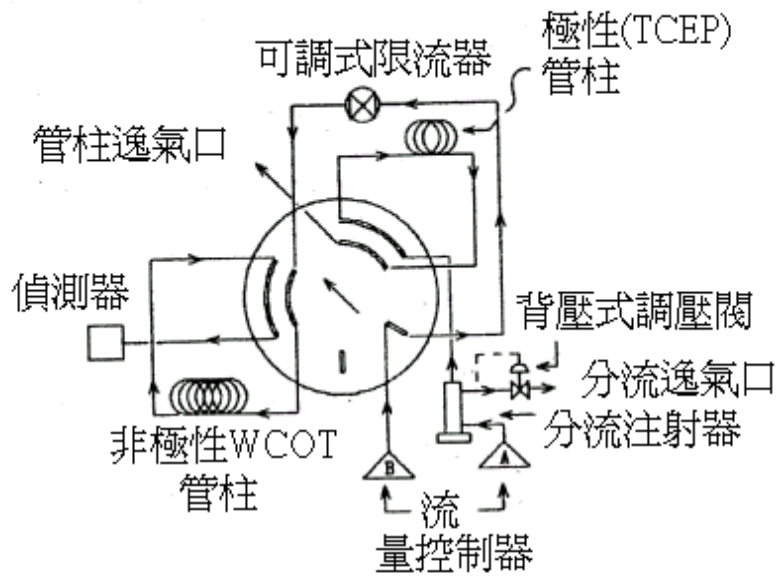 極性(TCEP)
管柱
可調式限流器
管柱逸氣口
偵測器
背壓式調壓閥
分流逸氣口
分流注射器
非極性WCOT
管柱
B
A
流
量控制器